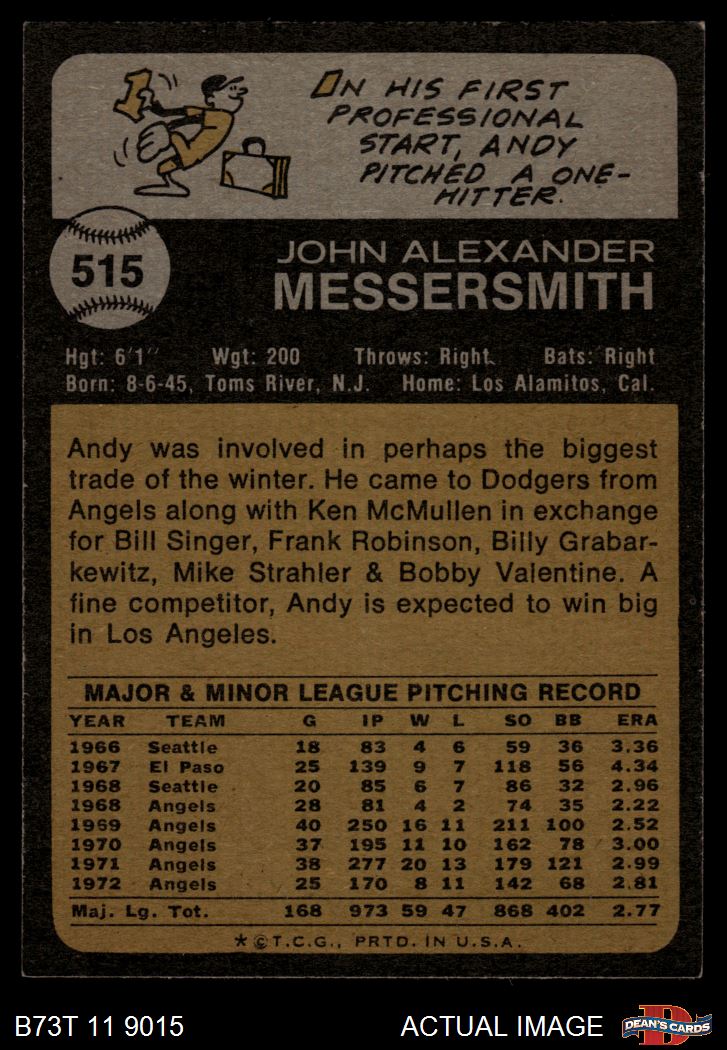 IN HIS FIRST
PROFESSIONAL
START, ANDY
PITCHED A ONE-
HITTER.
1
515
JOHN ALEXANDER
MESSERSMITH
Hgt: 6'1" Wgt: 200 Throws: Right Bats: Right
Born: 8-6-45, Toms River, N.J. Home: Los Alamitos, Cal.
Andy was involved in perhaps the biggest
trade of the winter. He came to Dodgers from
Angels along with Ken McMullen in exchange
for Bill Singer, Frank Robinson, Billy Grabar-
kewitz, Mike Strahler & Bobby Valentine. A
fine competitor, Andy is expected to win big
in Los Angeles.
MAJOR & MINOR LEAGUE PITCHING RECORD
YEAR TEAM G IP W L SO BB ERA
1966 Seattle 18 83 4 6 59 36 3.36
1967 El Paso 25 139 9 7 118 56 4.34
1968 Seattle 20 85 6 7 86 32 2.96
1968 Angels 28 81 4 2 74 35 2.22
1969 Angels 40 250 16 11 211 100 2.52
1970 Angels 37 195 11 10 162 78 3.00
1971 Angels 38 277 20 13 179 121 2.99
1972 Angels 25 170 8 11 142 68 2.81
Maj. Lg. Tot. 168 973 59 47 868 402 2.77
*©T.C.G., PRTD. IN U.S.A.
B73T 11 9015 ACTUAL IMAGE D DEAN'S CARDS